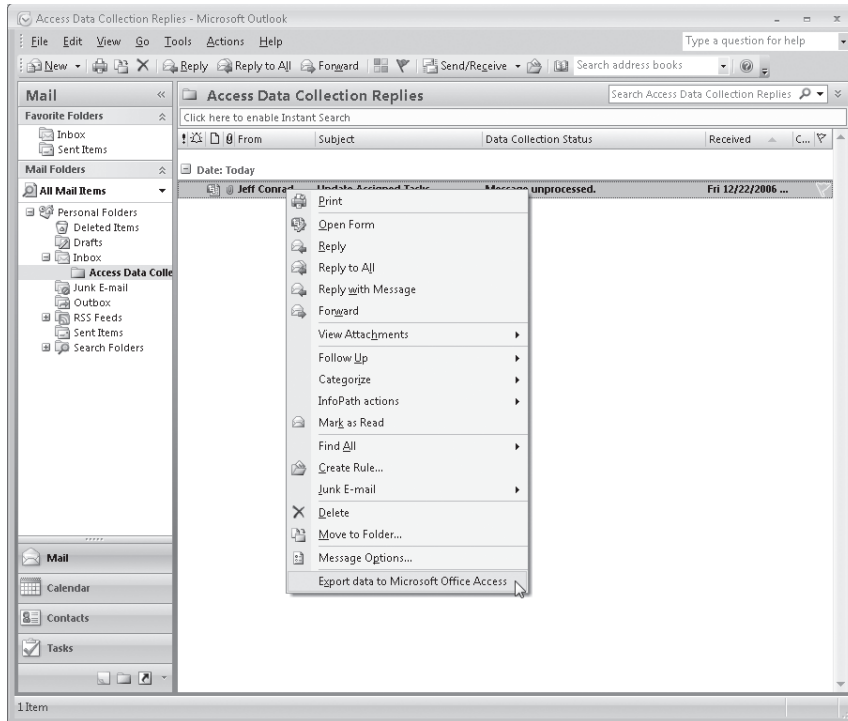 Access Data Collection Replies - Microsoft Outlook
File Edit View Go Tools Actions Help
Type a question for help
New Reply Reply to All Forward Send/Receive Search address books
Mail
Access Data Collection Replies
Search Access Data Collection Replies
Favorite Folders
Click here to enable Instant Search
Inbox
Sent Items
From Subject Data Collection Status Received C...
Mail Folders
Date: Today
All Mail Items
Jeff Conrad Update Assigned Tasks Message unprocessed. Fri 12/22/2006 ...
Personal Folders
Deleted Items
Drafts
Inbox
Access Data Colle
Junk E-mail
Outbox
RSS Feeds
Sent Items
Search Folders
Print
Open Form
Reply
Reply to All
Reply with Message
Forward
View Attachments
Follow Up
Categorize
InfoPath actions
Mark as Read
Find All
Create Rule...
Junk E-mail
Delete
Move to Folder...
Message Options...
Export data to Microsoft Office Access
Mail
Calendar
Contacts
Tasks
1 Item